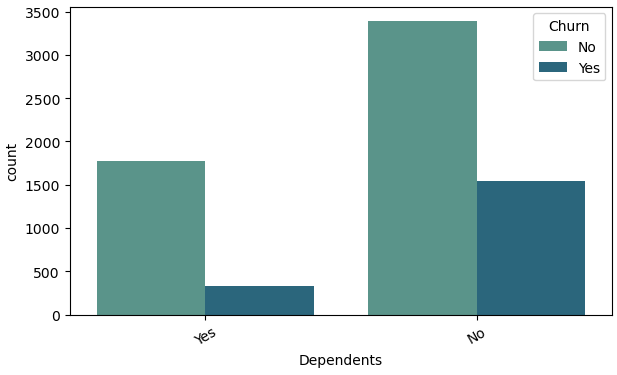 3500
3000
2500
2000
1500
1000
500
0
count
Churn
No
Yes
Yes
No
Dependents